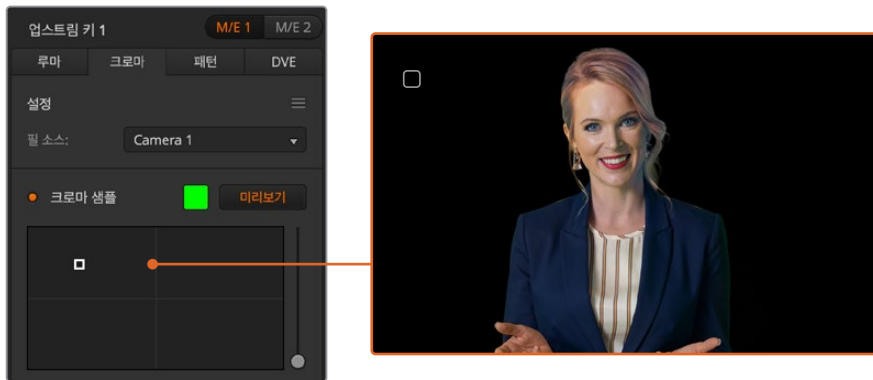 업스트림 키 1
M/E 1 M/E 2
루마 크로마 패턴 DVE
설정
필 소스: Camera 1
크로마 샘플 미리보기